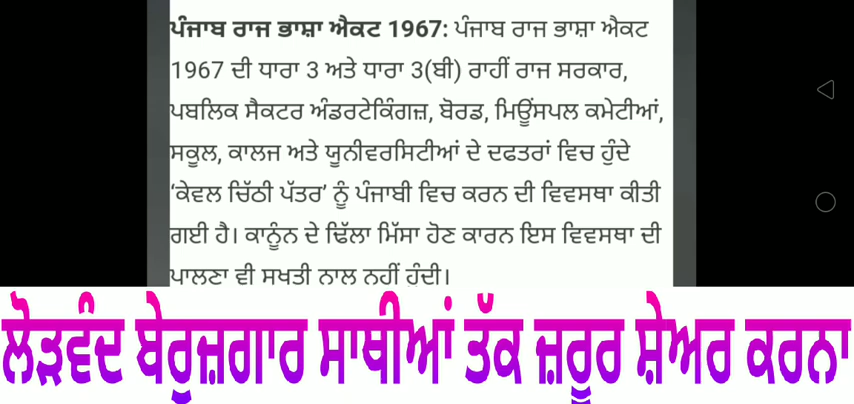 ਪੰਜਾਬ ਰਾਜ ਭਾਸ਼ਾ ਐਕਟ 1967: ਪੰਜਾਬ ਰਾਜ ਭਾਸ਼ਾ ਐਕਟ
1967 ਦੀ ਧਾਰਾ 3 ਅਤੇ ਧਾਰਾ 3(ਬੀ) ਰਾਹੀਂ ਰਾਜ ਸਰਕਾਰ,
ਪਬਲਿਕ ਸੈਕਟਰ ਅੰਡਰਟੇਕਿੰਗਜ਼, ਬੋਰਡ, ਮਿਊਂਸਪਲ ਕਮੇਟੀਆਂ,
ਸਕੂਲ, ਕਾਲਜ ਅਤੇ ਯੂਨੀਵਰਸਿਟੀਆਂ ਦੇ ਦਫਤਰਾਂ ਵਿਚ ਹੁੰਦੇ
‘ਕੇਵਲ ਚਿੱਠੀ ਪੱਤਰ’ ਨੂੰ ਪੰਜਾਬੀ ਵਿਚ ਕਰਨ ਦੀ ਵਿਵਸਥਾ ਕੀਤੀ
ਗਈ ਹੈ। ਕਾਨੂੰਨ ਦੇ ਢਿੱਲਾ ਮਿੱਸਾ ਹੋਣ ਕਾਰਨ ਇਸ ਵਿਵਸਥਾ ਦੀ
ਪਾਲਣਾ ਵੀ ਸਖਤੀ ਨਾਲ ਨਹੀਂ ਹੁੰਦੀ।
ਲੋੜਵੰਦ ਬੇਰੁਜ਼ਗਾਰ ਸਾਥੀਆਂ ਤੱਕ ਜ਼ਰੂਰ ਸ਼ੇਅਰ ਕਰਨਾ